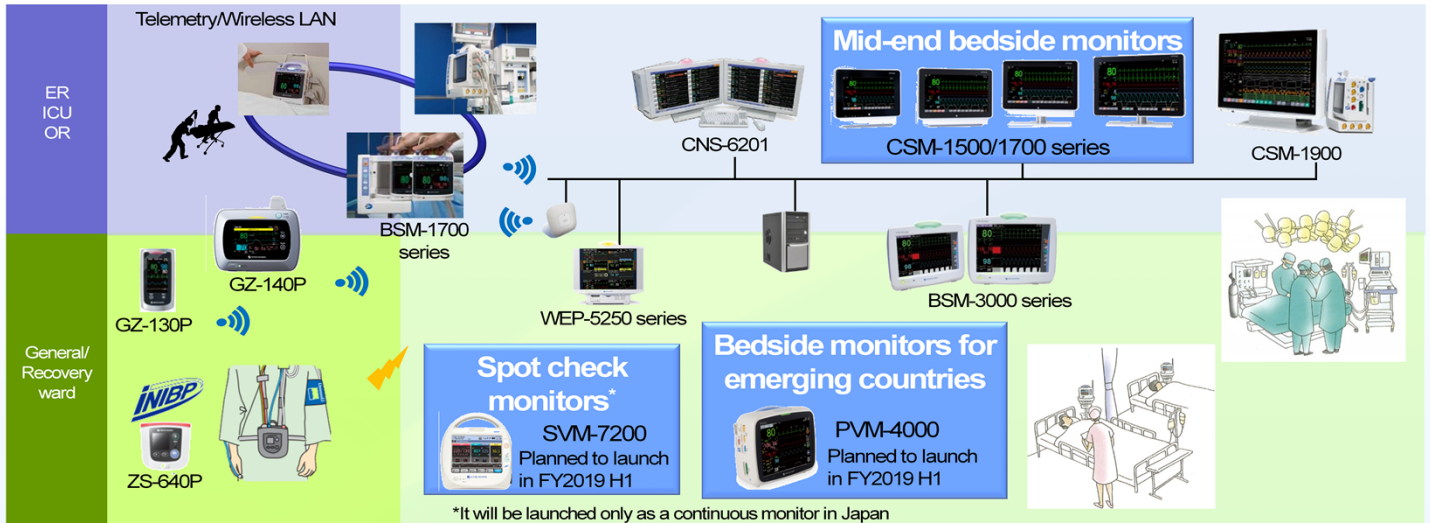 Telemetry/Wireless LAN
ER
ICU
OR
BSM-1700
series
CNS-6201
Mid-end bedside monitors
CSM-1500/1700 series
CSM-1900
GZ-140P
GZ-130P
WEP-5250 series
BSM-3000 series
General/
Recovery
ward
iNIBP
ZS-640P
Spot check
monitors*
SVM-7200
Planned to launch
in FY2019 H1
Bedside monitors for
emerging countries
PVM-4000
Planned to launch
in FY2019 H1
*It will be launched only as a continuous monitor in Japan